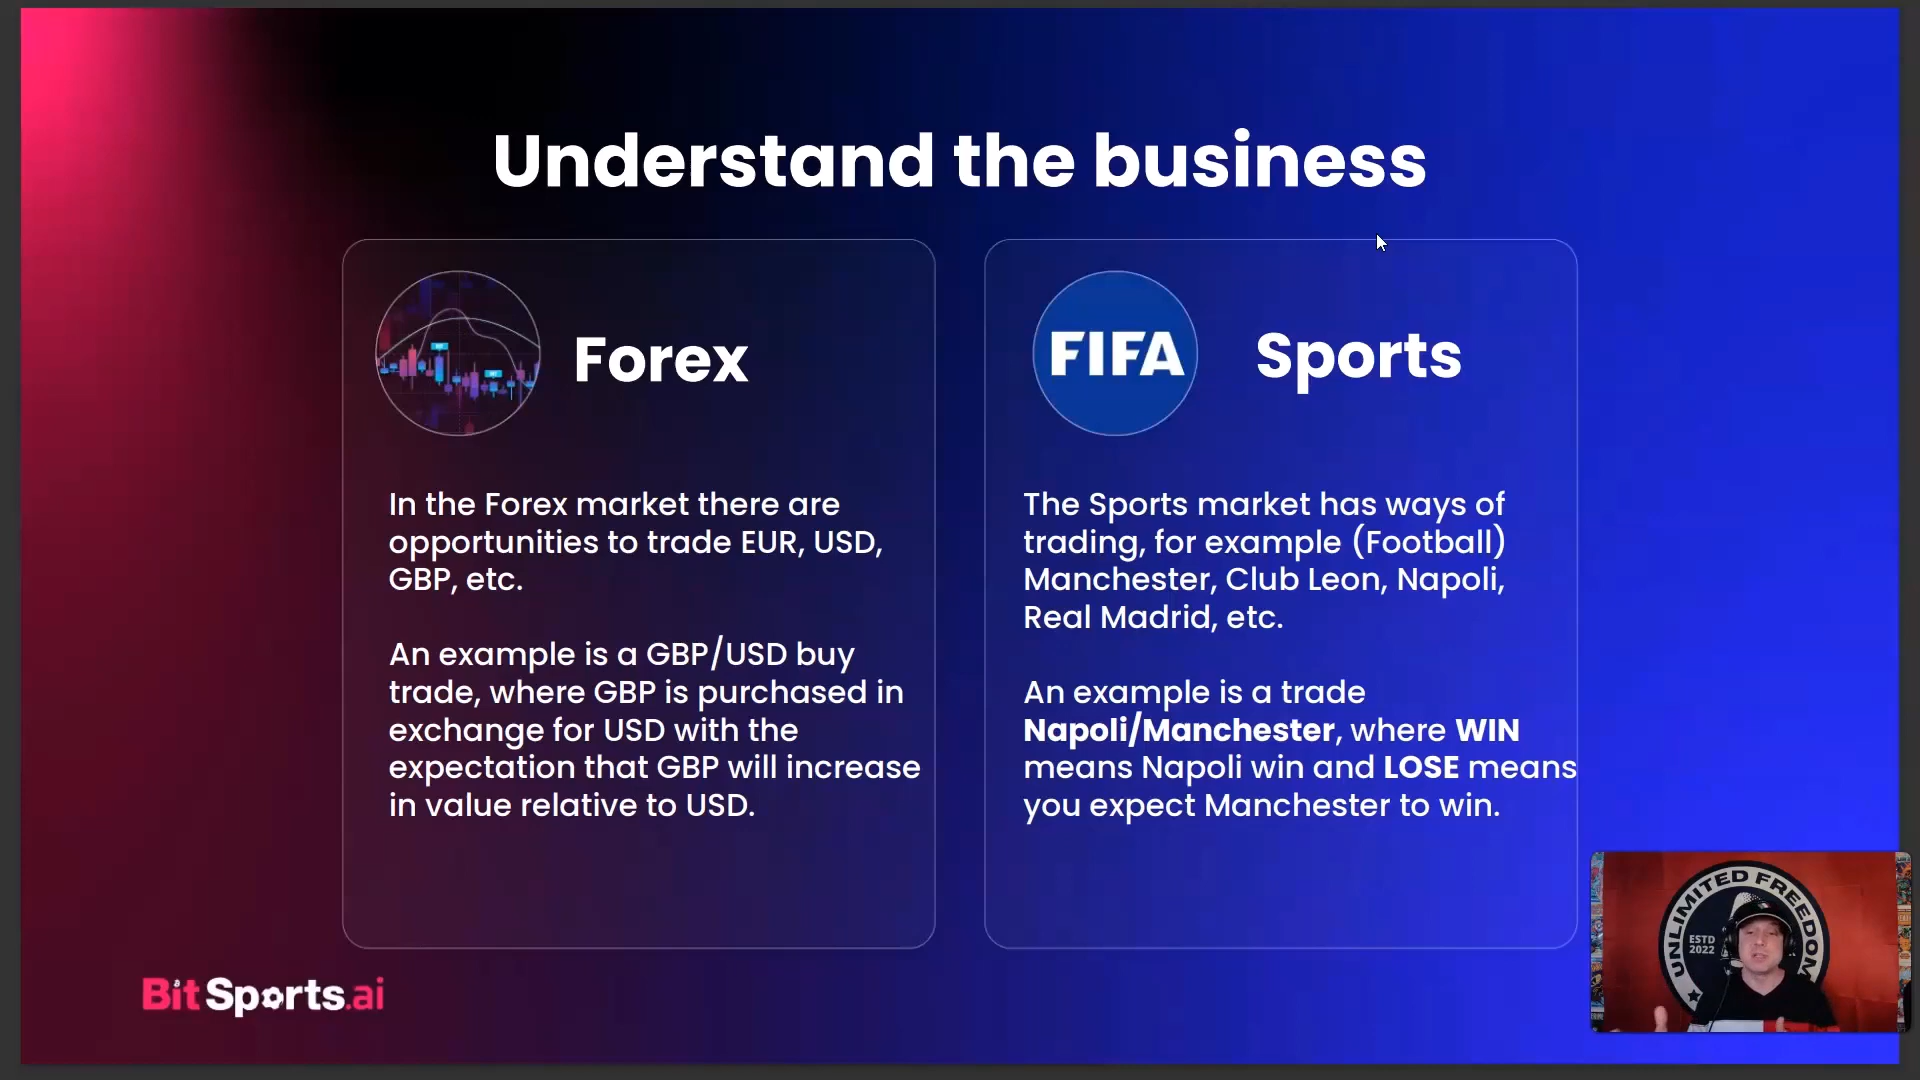 Understand the business
Forex
In the Forex market there are
opportunities to trade EUR, USD,
GBP, etc.
An example is a GBP/USD buy
trade, where GBP is purchased in
exchange for USD with the
expectation that GBP will increase
in value relative to USD.
FIFA
Sports
The Sports market has ways of
trading, for example (Football)
Manchester, Club Leon, Napoli,
Real Madrid, etc.
An example is a trade
Napoli/Manchester, where WIN
means Napoli win and LOSE means
you expect Manchester to win.
BitSports.ai
UNLIMITED FREEDOM
ESTD
2022